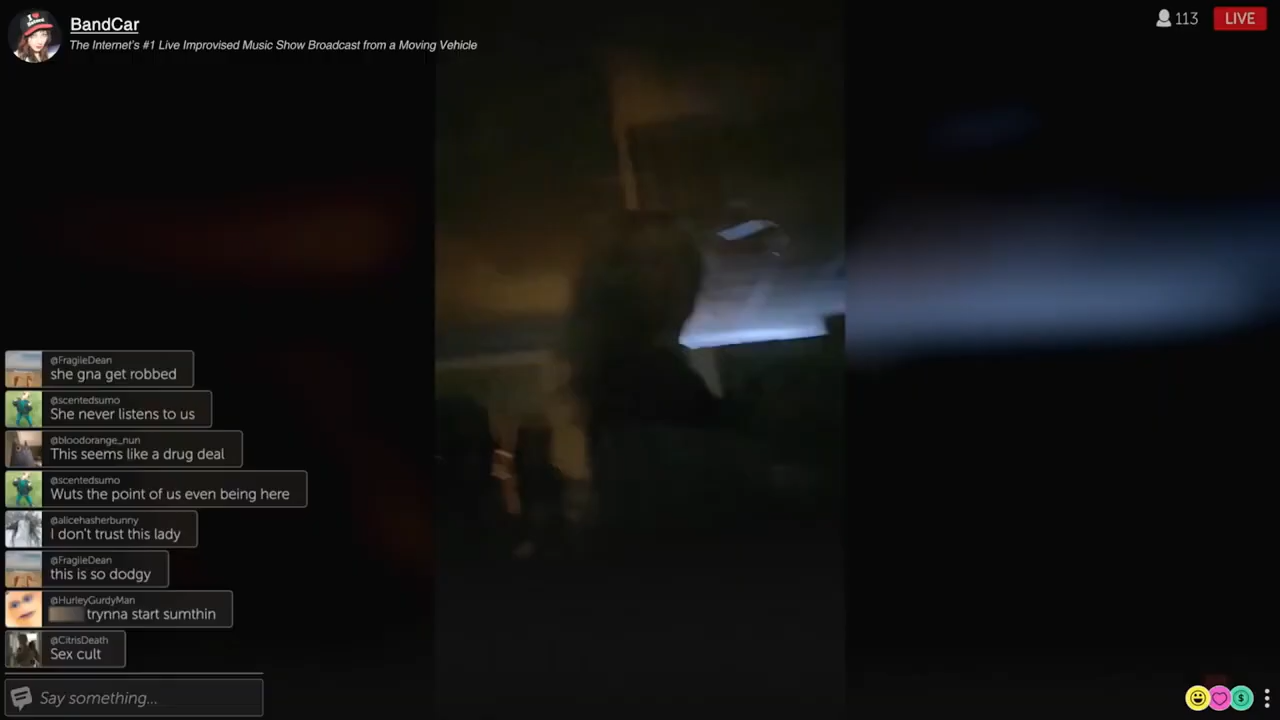 BandCar
The Internet's #1 Live Improvised Music Show Broadcast from a Moving Vehicle
113
LIVE
@FragileDean
she gna get robbed
@scentedsumo
She never listens to us
@bloodorange_nun
This seems like a drug deal
@scentedsumo
Wuts the point of us even being here
@alicehasherbunny
I don't trust this lady
@FragileDean
this is so dodgy
@HurleyGurdyMan
trynna start sumthin
@CitrisDeath
Sex cult
Say something...